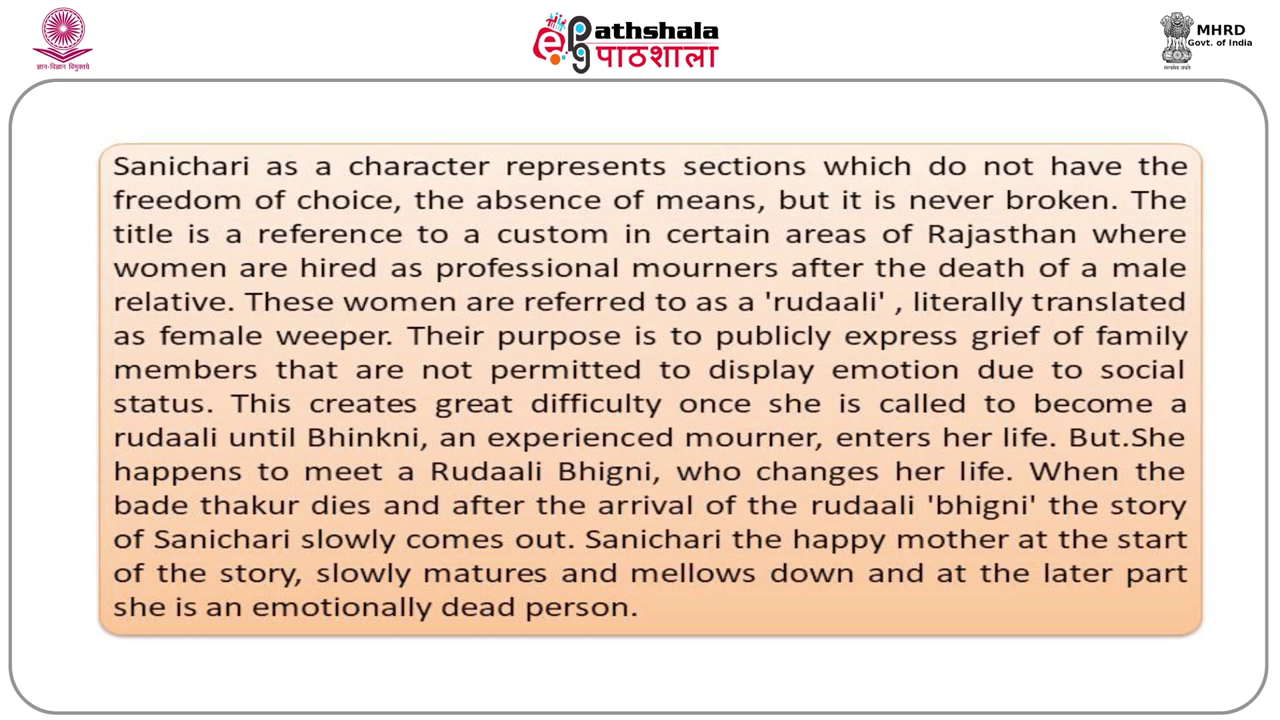 ज्ञान-विज्ञान विमुक्तये
epg Pathshala
पाठशाला
MHRD
Govt. of India
सत्यमेव जयते
Sanichari as a character represents sections which do not have the
freedom of choice, the absence of means, but it is never broken. The
title is a reference to a custom in certain areas of Rajasthan where
women are hired as professional mourners after the death of a male
relative. These women are referred to as a 'rudaali' , literally translated
as female weeper. Their purpose is to publicly express grief of family
members that are not permitted to display emotion due to social
status. This creates great difficulty once she is called to become a
rudaali until Bhinkni, an experienced mourner, enters her life. But.She
happens to meet a Rudaali Bhigni, who changes her life. When the
bade thakur dies and after the arrival of the rudaali 'bhigni' the story
of Sanichari slowly comes out. Sanichari the happy mother at the start
of the story, slowly matures and mellows down and at the later part
she is an emotionally dead person.